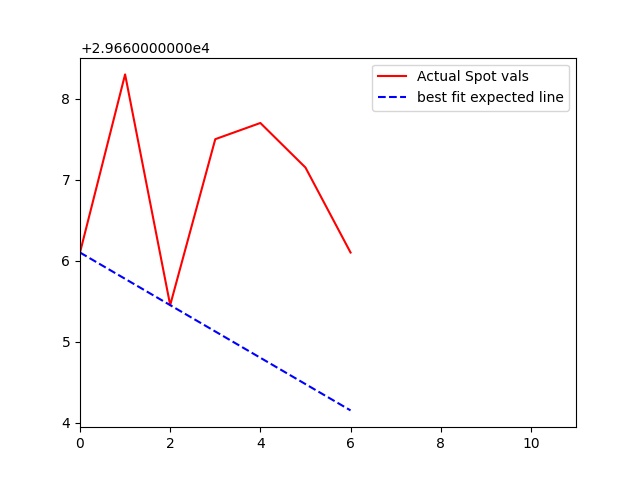 +2.9660000000e4
Actual Spot vals
best fit expected line
8
7
6
5
4
0 2 4 6 8 10